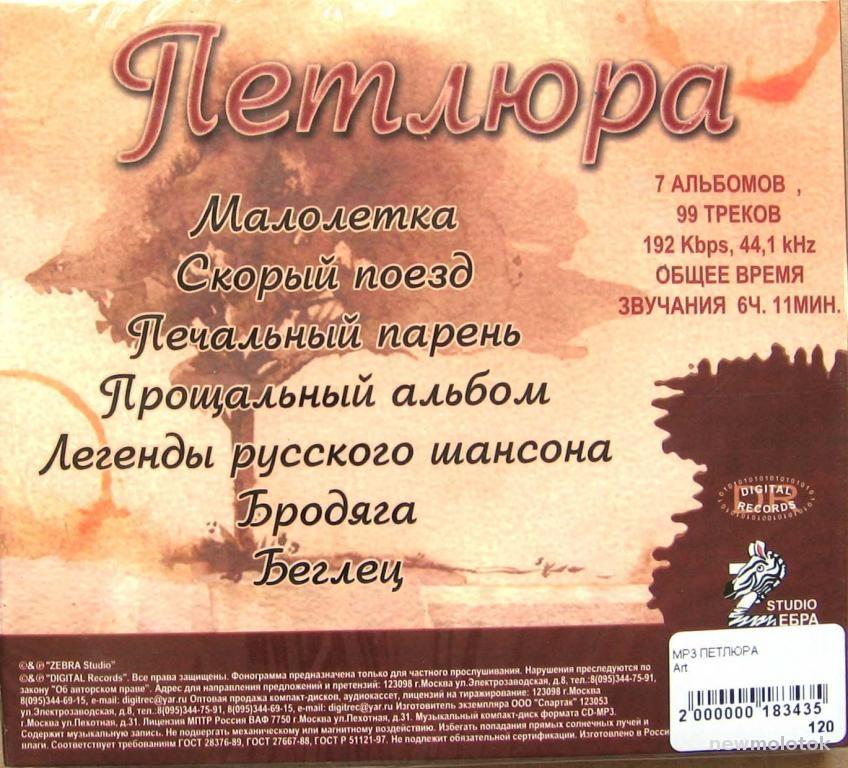 Петлюра
Малолетка
Скорый поезд
Печальный парень
Прощальный альбом
Легенды русского шансона
Бродяга
Беглец
7 АЛЬБОМОВ ,
99 ТРЕКОВ
192 Kbps, 44,1 kHz
ОБЩЕЕ ВРЕМЯ
ЗВУЧАНИЯ 6Ч. 11МИН.
DR
DIGITAL
RECORDS
STUDIO
ЕБРА
©&℗"ZEBRA Studio"
©&℗"DIGITAL Records". Все права защищены. Фонограмма предназначена только для частного прослушивания. Нарушения преследуются по
закону "Об авторском праве". Адрес для направления предложений и претензий: 123098 г.Москва ул.Электрозаводская, д.8, тел.:8(095)344-75-91,
8(095)344-69-15, e-mail: digitrec@yar.ru Оптовая продажа компакт-дисков, аудиокассет, лицензий на тиражирование: 123098 г.Москва
ул.Электрозаводская, д.8, тел.8(095)344-75-91, 8(095)344-69-15, e-mail: digitrec@yar.ru Изготовитель экземпляра ООО "Спартак" 123053
г.Москва ул.Пехотная, д.31. Лицензия МПТР России ВАФ 7750 г.Москва ул.Пехотная, д.31. Музыкальный компакт-диск формата CD-MP3.
Содержит музыкальную запись. Не подвергать механическому или магнитному воздействию. Избегать попадания прямых солнечных лучей и
влаги. Соответствует требованиям ГОСТ 28376-89, ГОСТ 27667-88, ГОСТ Р 51121-97. Не подлежит обязательной сертификации. Изготовлено в Росси
МР3 ПЕТЛЮРА
Art
2 000000 183435
120
newmolotok